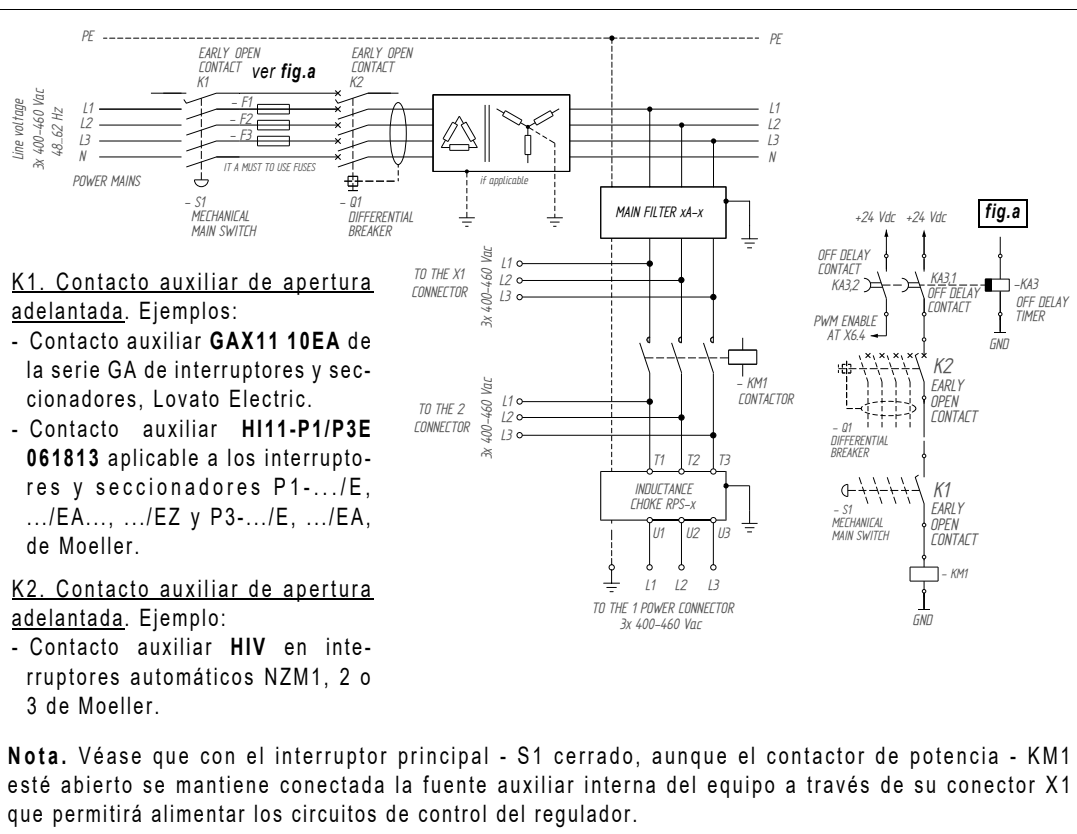 PE
PE
EARLY OPEN
CONTACT
K1
ver fig.a
EARLY OPEN
CONTACT
K2
Line voltage
3x 400-460 Vac
48..62 Hz
L1
L2
L3
N
- F1
- F2
- F3
L1
L2
L3
N
POWER MAINS
IT A MUST TO USE FUSES
- S1
MECHANICAL
MAIN SWITCH
- Q1
DIFFERENTIAL
BREAKER
if applicable
MAIN FILTER xA-x
TO THE X1
CONNECTOR
3x 400-460 Vac
L1
L2
L3
- KM1
CONTACTOR
TO THE 2
CONNECTOR
3x 400-460 Vac
L1
L2
L3
T1
T2
T3
INDUCTANCE
CHOKE RPS-x
U1
U2
U3
L1
L2
L3
TO THE 1 POWER CONNECTOR
3x 400-460 Vac
+24 Vdc
+24 Vdc
fig.a
OFF DELAY
CONTACT
KA3,2
KA3,1
OFF DELAY
CONTACT
-KA3
OFF DELAY
TIMER
PWM ENABLE
AT X6.4
GND
K2
EARLY
OPEN
CONTACT
- Q1
DIFFERENTIAL
BREAKER
K1
EARLY
OPEN
CONTACT
- S1
MECHANICAL
MAIN SWITCH
- KM1
GND
K1. Contacto auxiliar de apertura
adelantada. Ejemplos:
- Contacto auxiliar GAX11 10EA de
la serie GA de interruptores y sec-
cionadores, Lovato Electric.
- Contacto auxiliar HI11-P1/P3E
061813 aplicable a los interrupto-
res y seccionadores P1-.../E,
.../EA..., .../EZ y P3-.../E, .../EA,
de Moeller.
K2. Contacto auxiliar de apertura
adelantada. Ejemplo:
- Contacto auxiliar HIV en inte-
rruptores automáticos NZM1, 2 o
3 de Moeller.
Nota. Véase que con el interruptor principal - S1 cerrado, aunque el contactor de potencia - KM1
esté abierto se mantiene conectada la fuente auxiliar interna del equipo a través de su conector X1
que permitirá alimentar los circuitos de control del regulador.